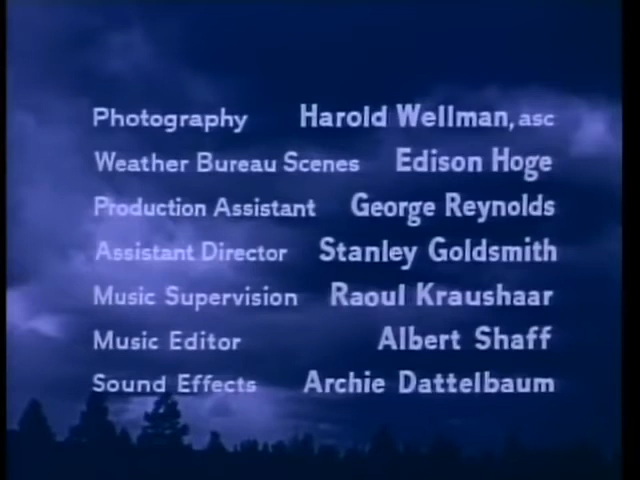 Photography Harold Wellman, asc
Weather Bureau Scenes Edison Hoge
Production Assistant George Reynolds
Assistant Director Stanley Goldsmith
Music Supervision Raoul Kraushaar
Music Editor Albert Shaff
Sound Effects Archie Dattelbaum